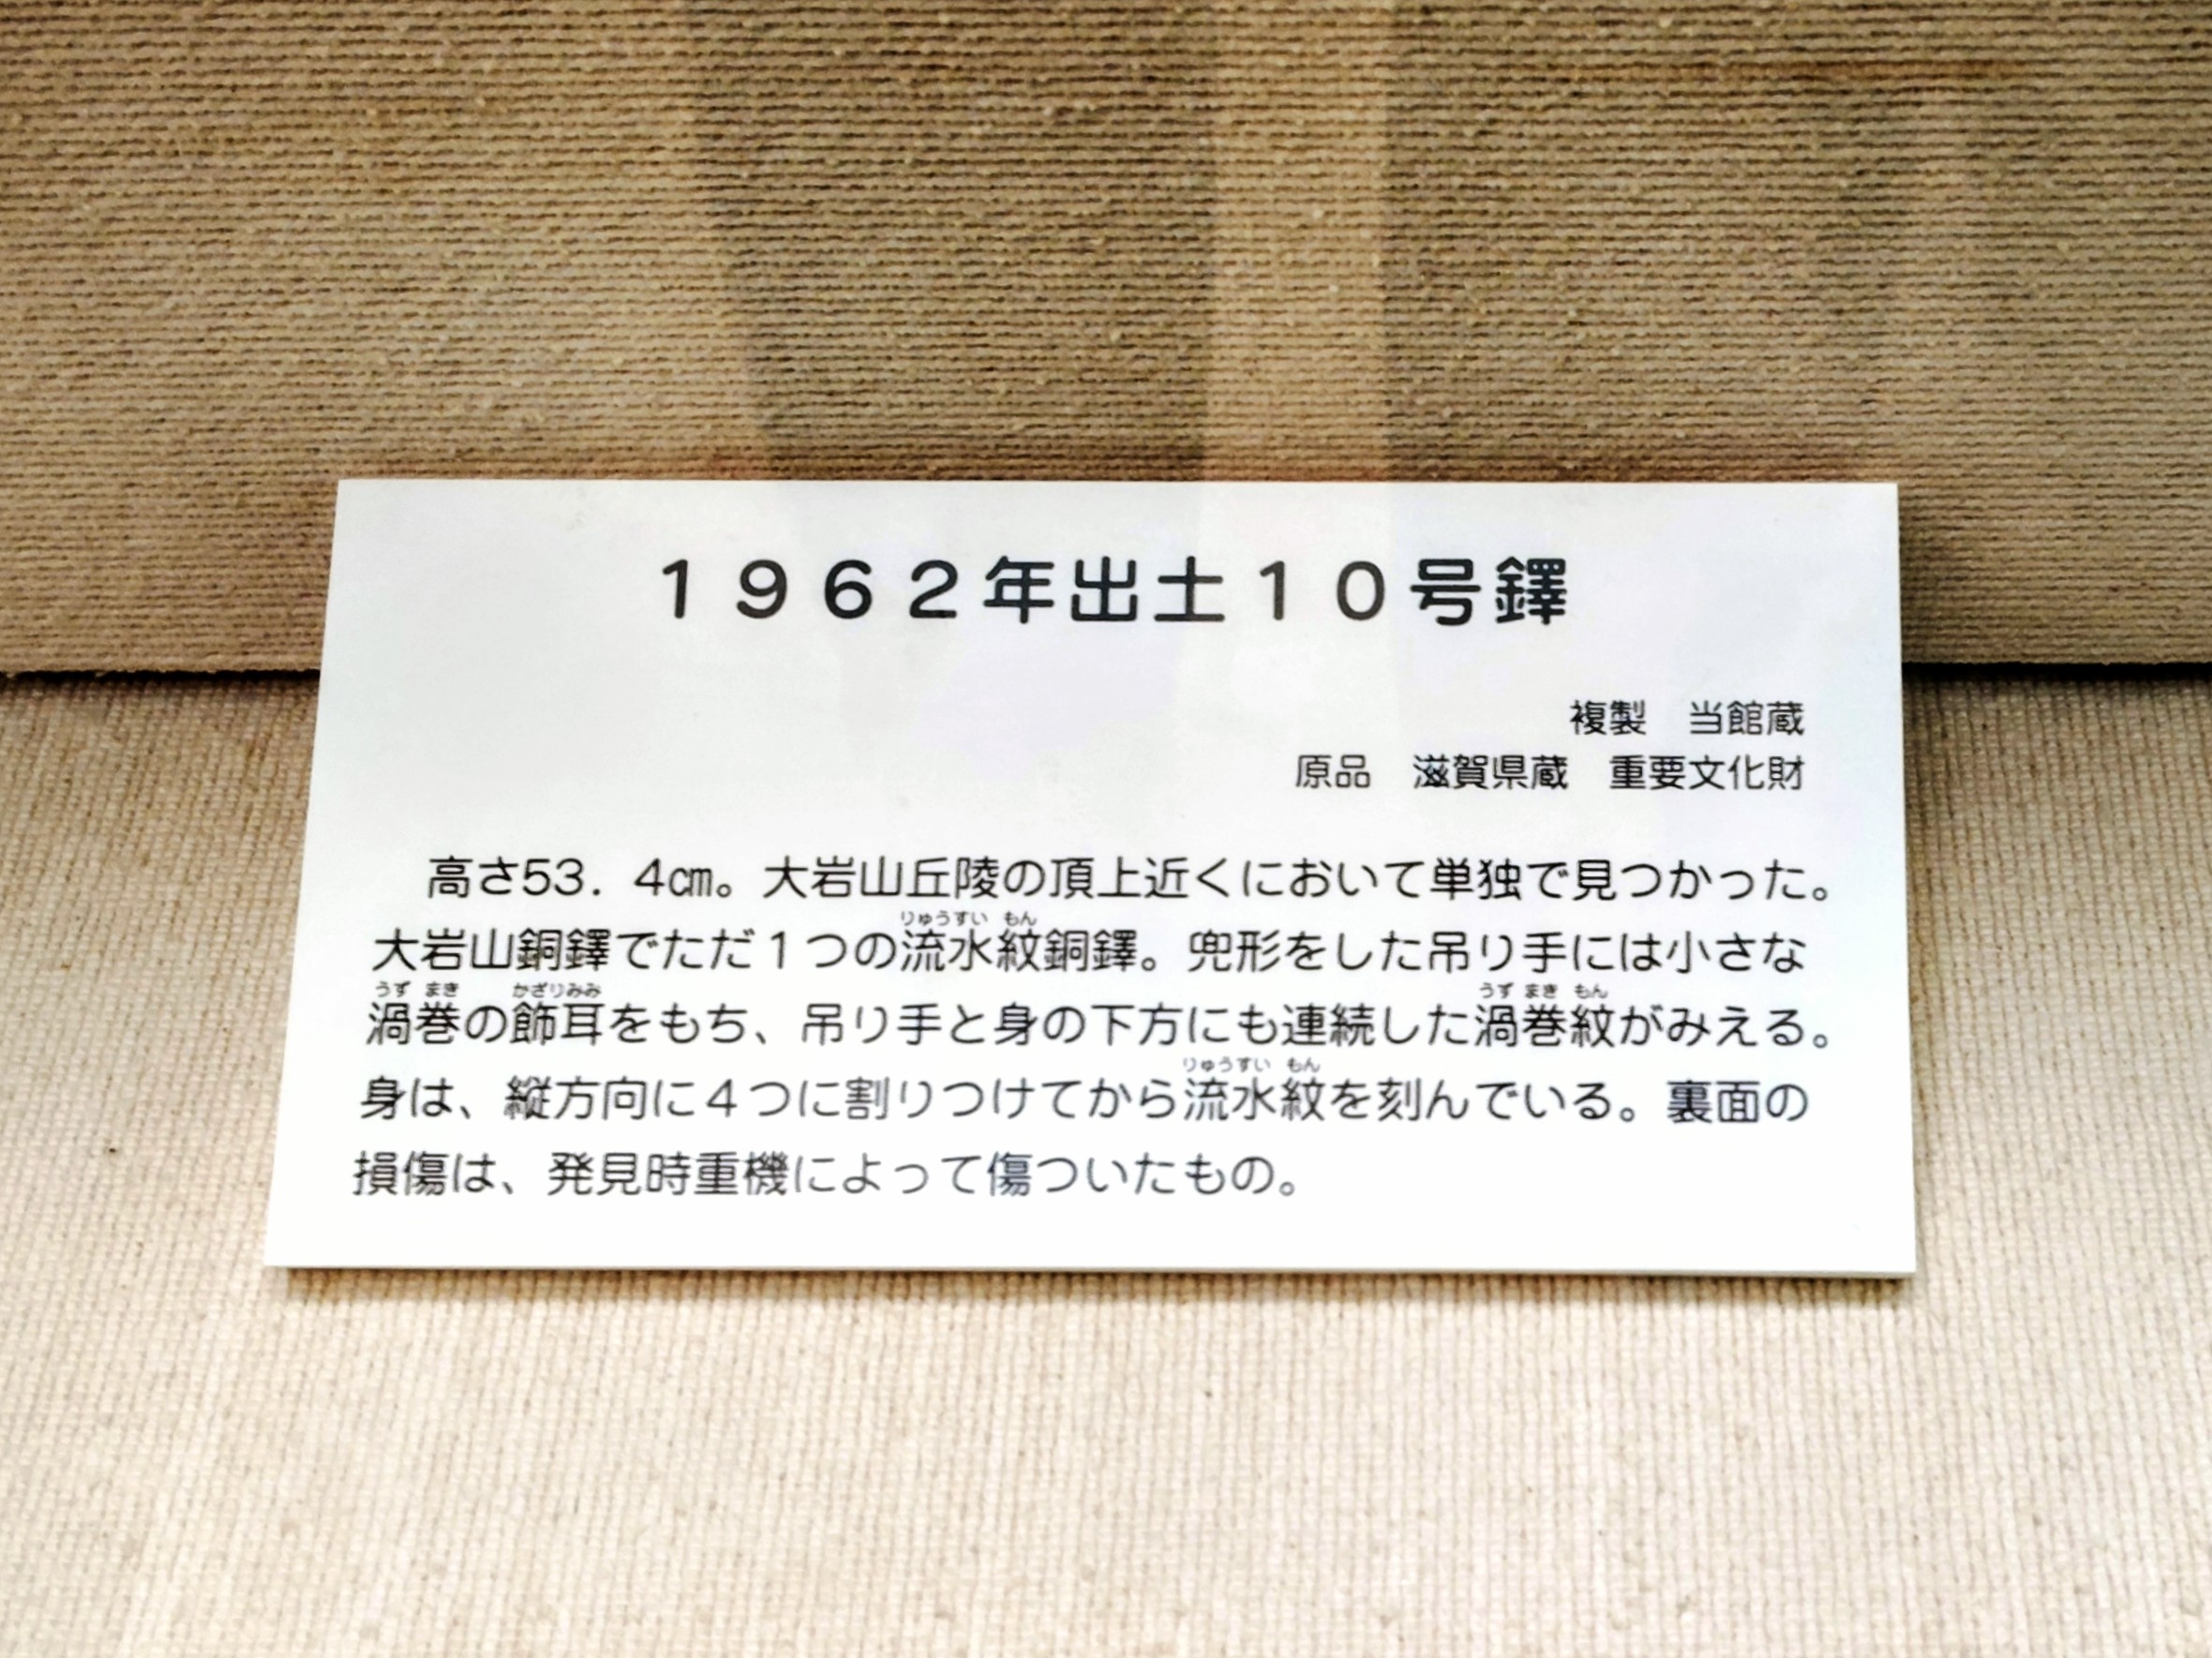 1962年出土10号鐸
複製　当館蔵
原品　滋賀県蔵　重要文化財
高さ53．4㎝。大岩山丘陵の頂上近くにおいて単独で見つかった。
りゅうすい もん
大岩山銅鐸でただ1つの流水紋銅鐸。兜形をした吊り手には小さな
うず まき かざりみみ うず まき もん
渦巻の飾耳をもち、吊り手と身の下方にも連続した渦巻紋がみえる。
りゅうすい もん
身は、縦方向に4つに割りつけてから流水紋を刻んでいる。裏面の
損傷は、発見時重機によって傷ついたもの。